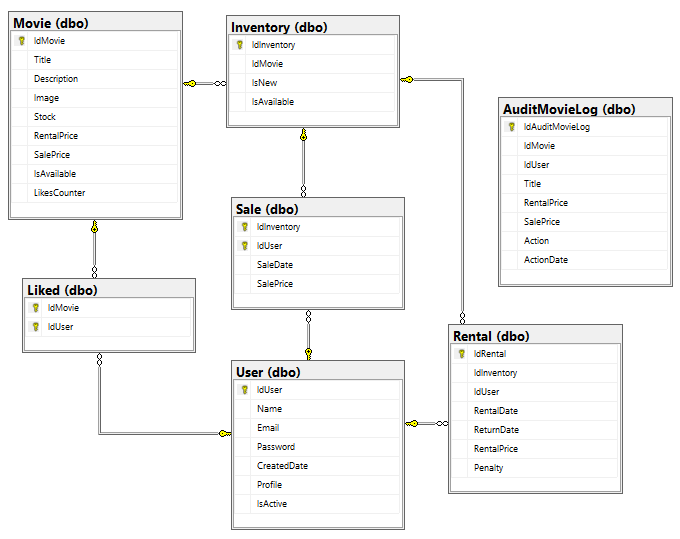 Movie (dbo)
IdMovie
Title
Description
Image
Stock
RentalPrice
SalePrice
IsAvailable
LikesCounter
Inventory (dbo)
IdInventory
IdMovie
IsNew
IsAvailable
AuditMovieLog (dbo)
IdAuditMovieLog
IdMovie
IdUser
Title
RentalPrice
SalePrice
Action
ActionDate
Sale (dbo)
IdInventory
IdUser
SaleDate
SalePrice
Liked (dbo)
IdMovie
IdUser
User (dbo)
IdUser
Name
Email
Password
CreatedDate
Profile
IsActive
Rental (dbo)
IdRental
IdInventory
IdUser
RentalDate
ReturnDate
RentalPrice
Penalty